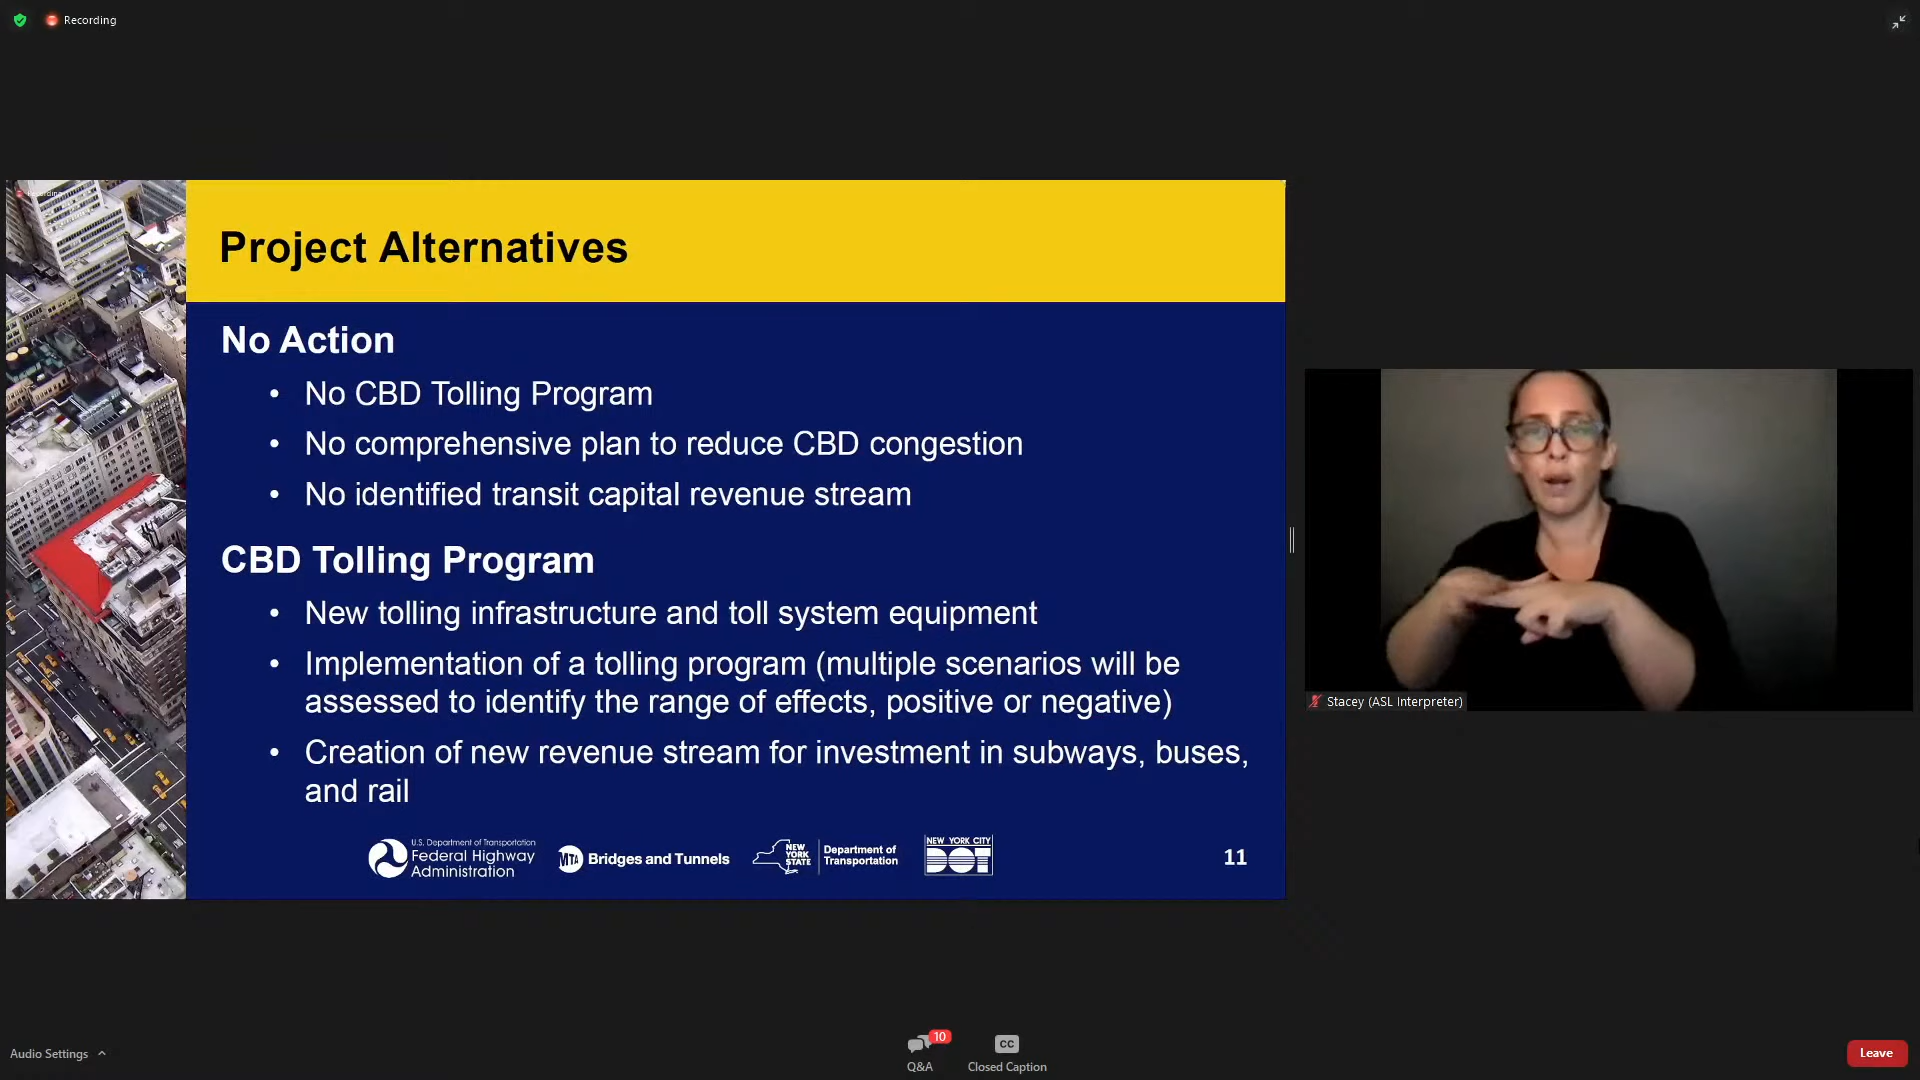 Recording
Recording
Project Alternatives
No Action
• No CBD Tolling Program
• No comprehensive plan to reduce CBD congestion
• No identified transit capital revenue stream
CBD Tolling Program
• New tolling infrastructure and toll system equipment
• Implementation of a tolling program (multiple scenarios will be
assessed to identify the range of effects, positive or negative)
• Creation of new revenue stream for investment in subways, buses,
and rail
U.S. Department of Transportation
Federal Highway
Administration
MTA Bridges and Tunnels
NEW
YORK
STATE
Department of
Transportation
NEW YORK CITY
DOT
11
Stacey (ASL Interpreter)
Audio Settings
10
Q&A
CC
Closed Caption
Leave